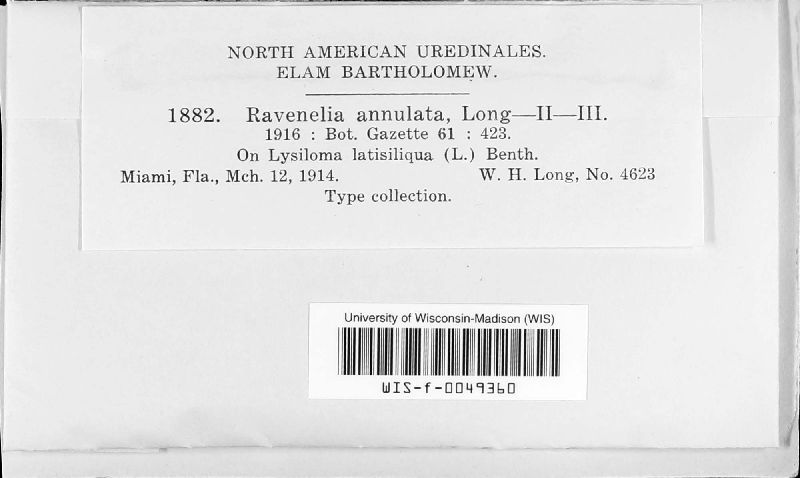 NORTH AMERICAN UREDINALES.
ELAM BARTHOLOMEW.
1882. Ravenelia annulata, Long—II—III.
1916 : Bot. Gazette 61 : 423.
On Lysiloma latisiliqua (L.) Benth.
Miami, Fla., Mch. 12, 1914. W. H. Long, No. 4623
Type collection.
University of Wisconsin-Madison (WIS)
WIS-f-0049360